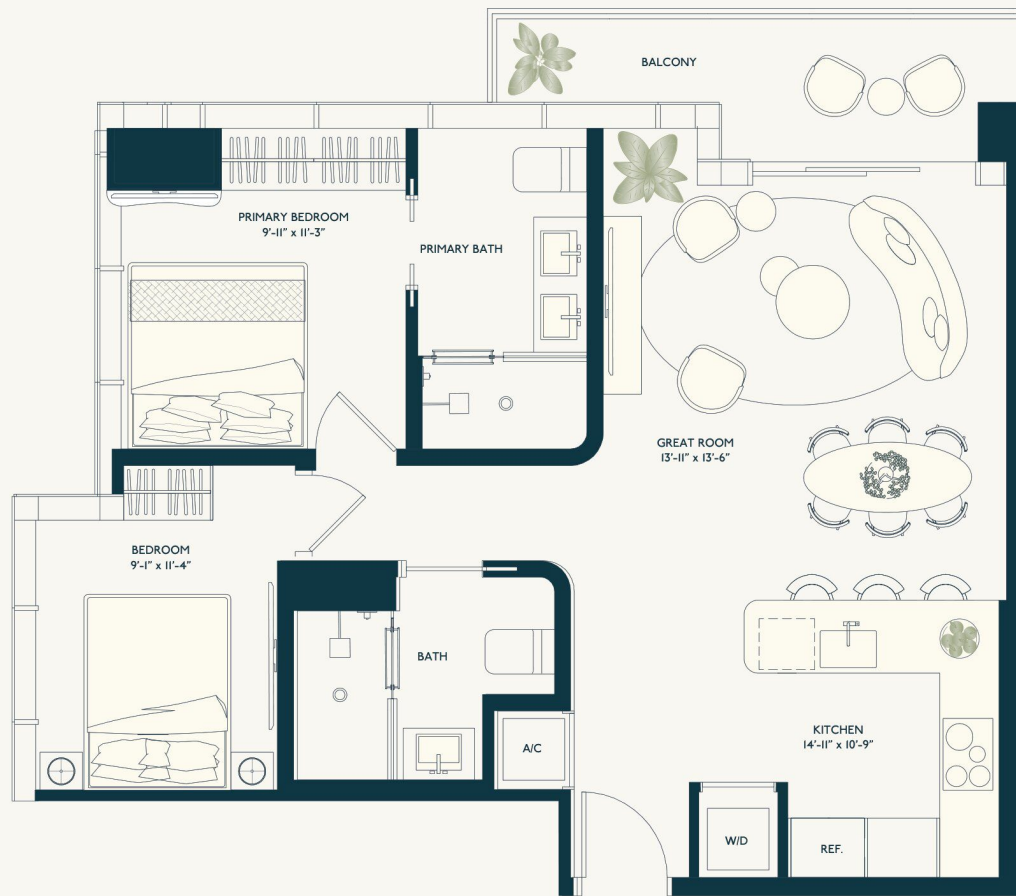 BALCONY
PRIMARY BEDROOM
9'-11" x 11'-3"
PRIMARY BATH
GREAT ROOM
13'-11" x 13'-6"
BEDROOM
9'-1" x 11'-4"
BATH
A/C
KITCHEN
14'-11" x 10'-9"
W/D
REF.